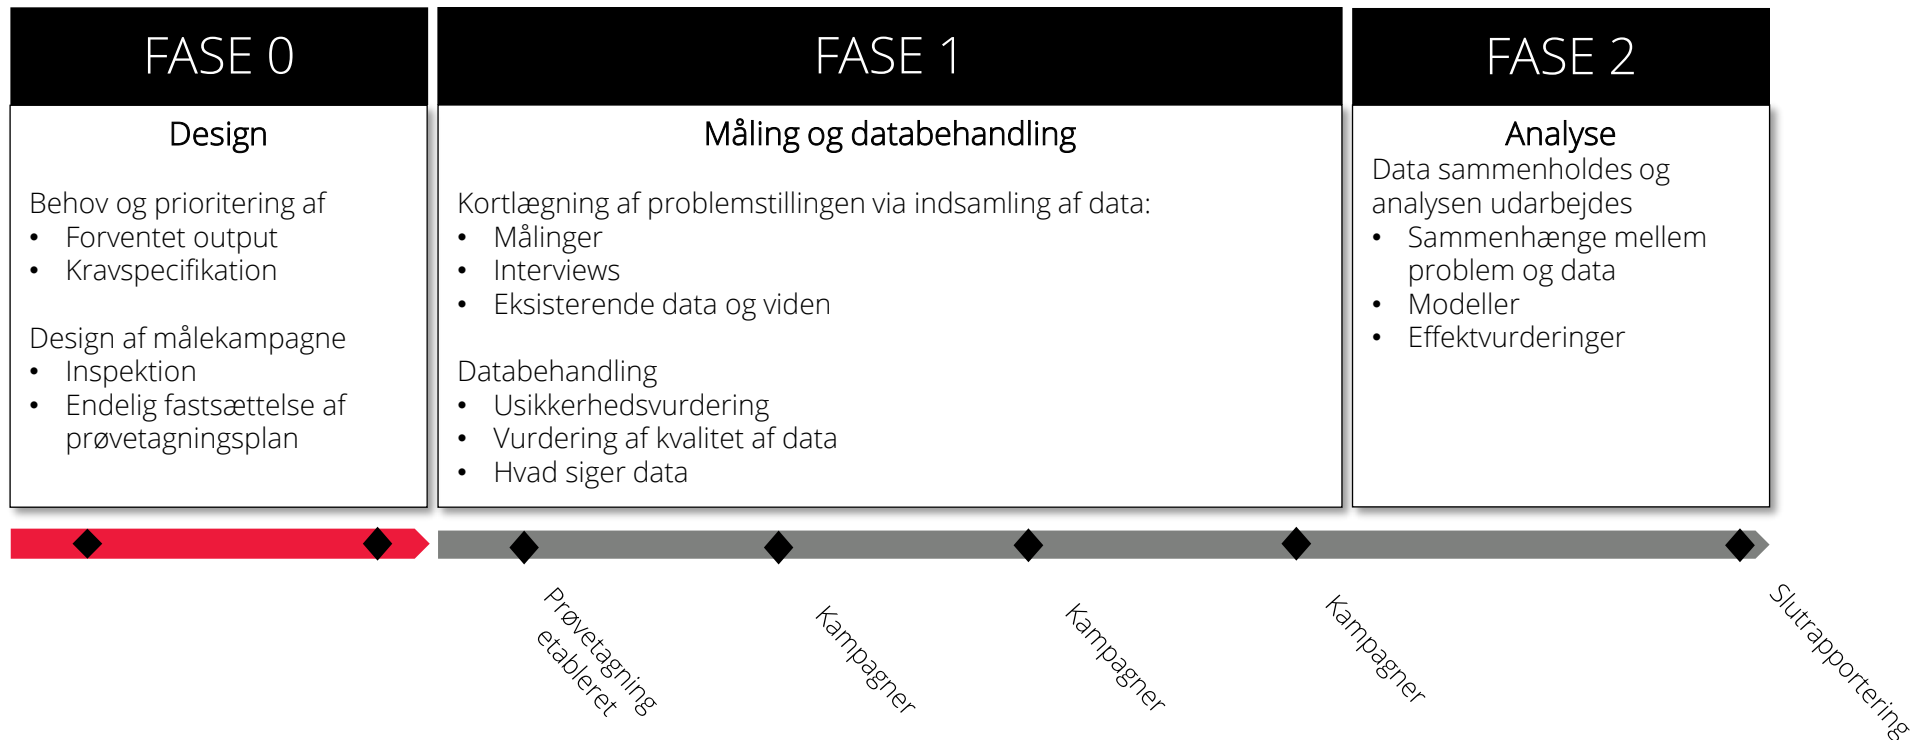 FASE 0
Design
Behov og prioritering af
• Forventet output
• Kravspecifikation
Design af målekampagne
• Inspektion
• Endelig fastsættelse af
prøvetagningsplan
FASE 1
Måling og databehandling
Kortlægning af problemstillingen via indsamling af data:
• Målinger
• Interviews
• Eksisterende data og viden
Databehandling
• Usikkerhedsvurdering
• Vurdering af kvalitet af data
• Hvad siger data
FASE 2
Analyse
Data sammenholdes og
analysen udarbejdes
• Sammenhænge mellem
problem og data
• Modeller
• Effektvurderinger
Prøvetagning
etableret
Kampagner
Kampagner
Kampagner
Slutrapportering